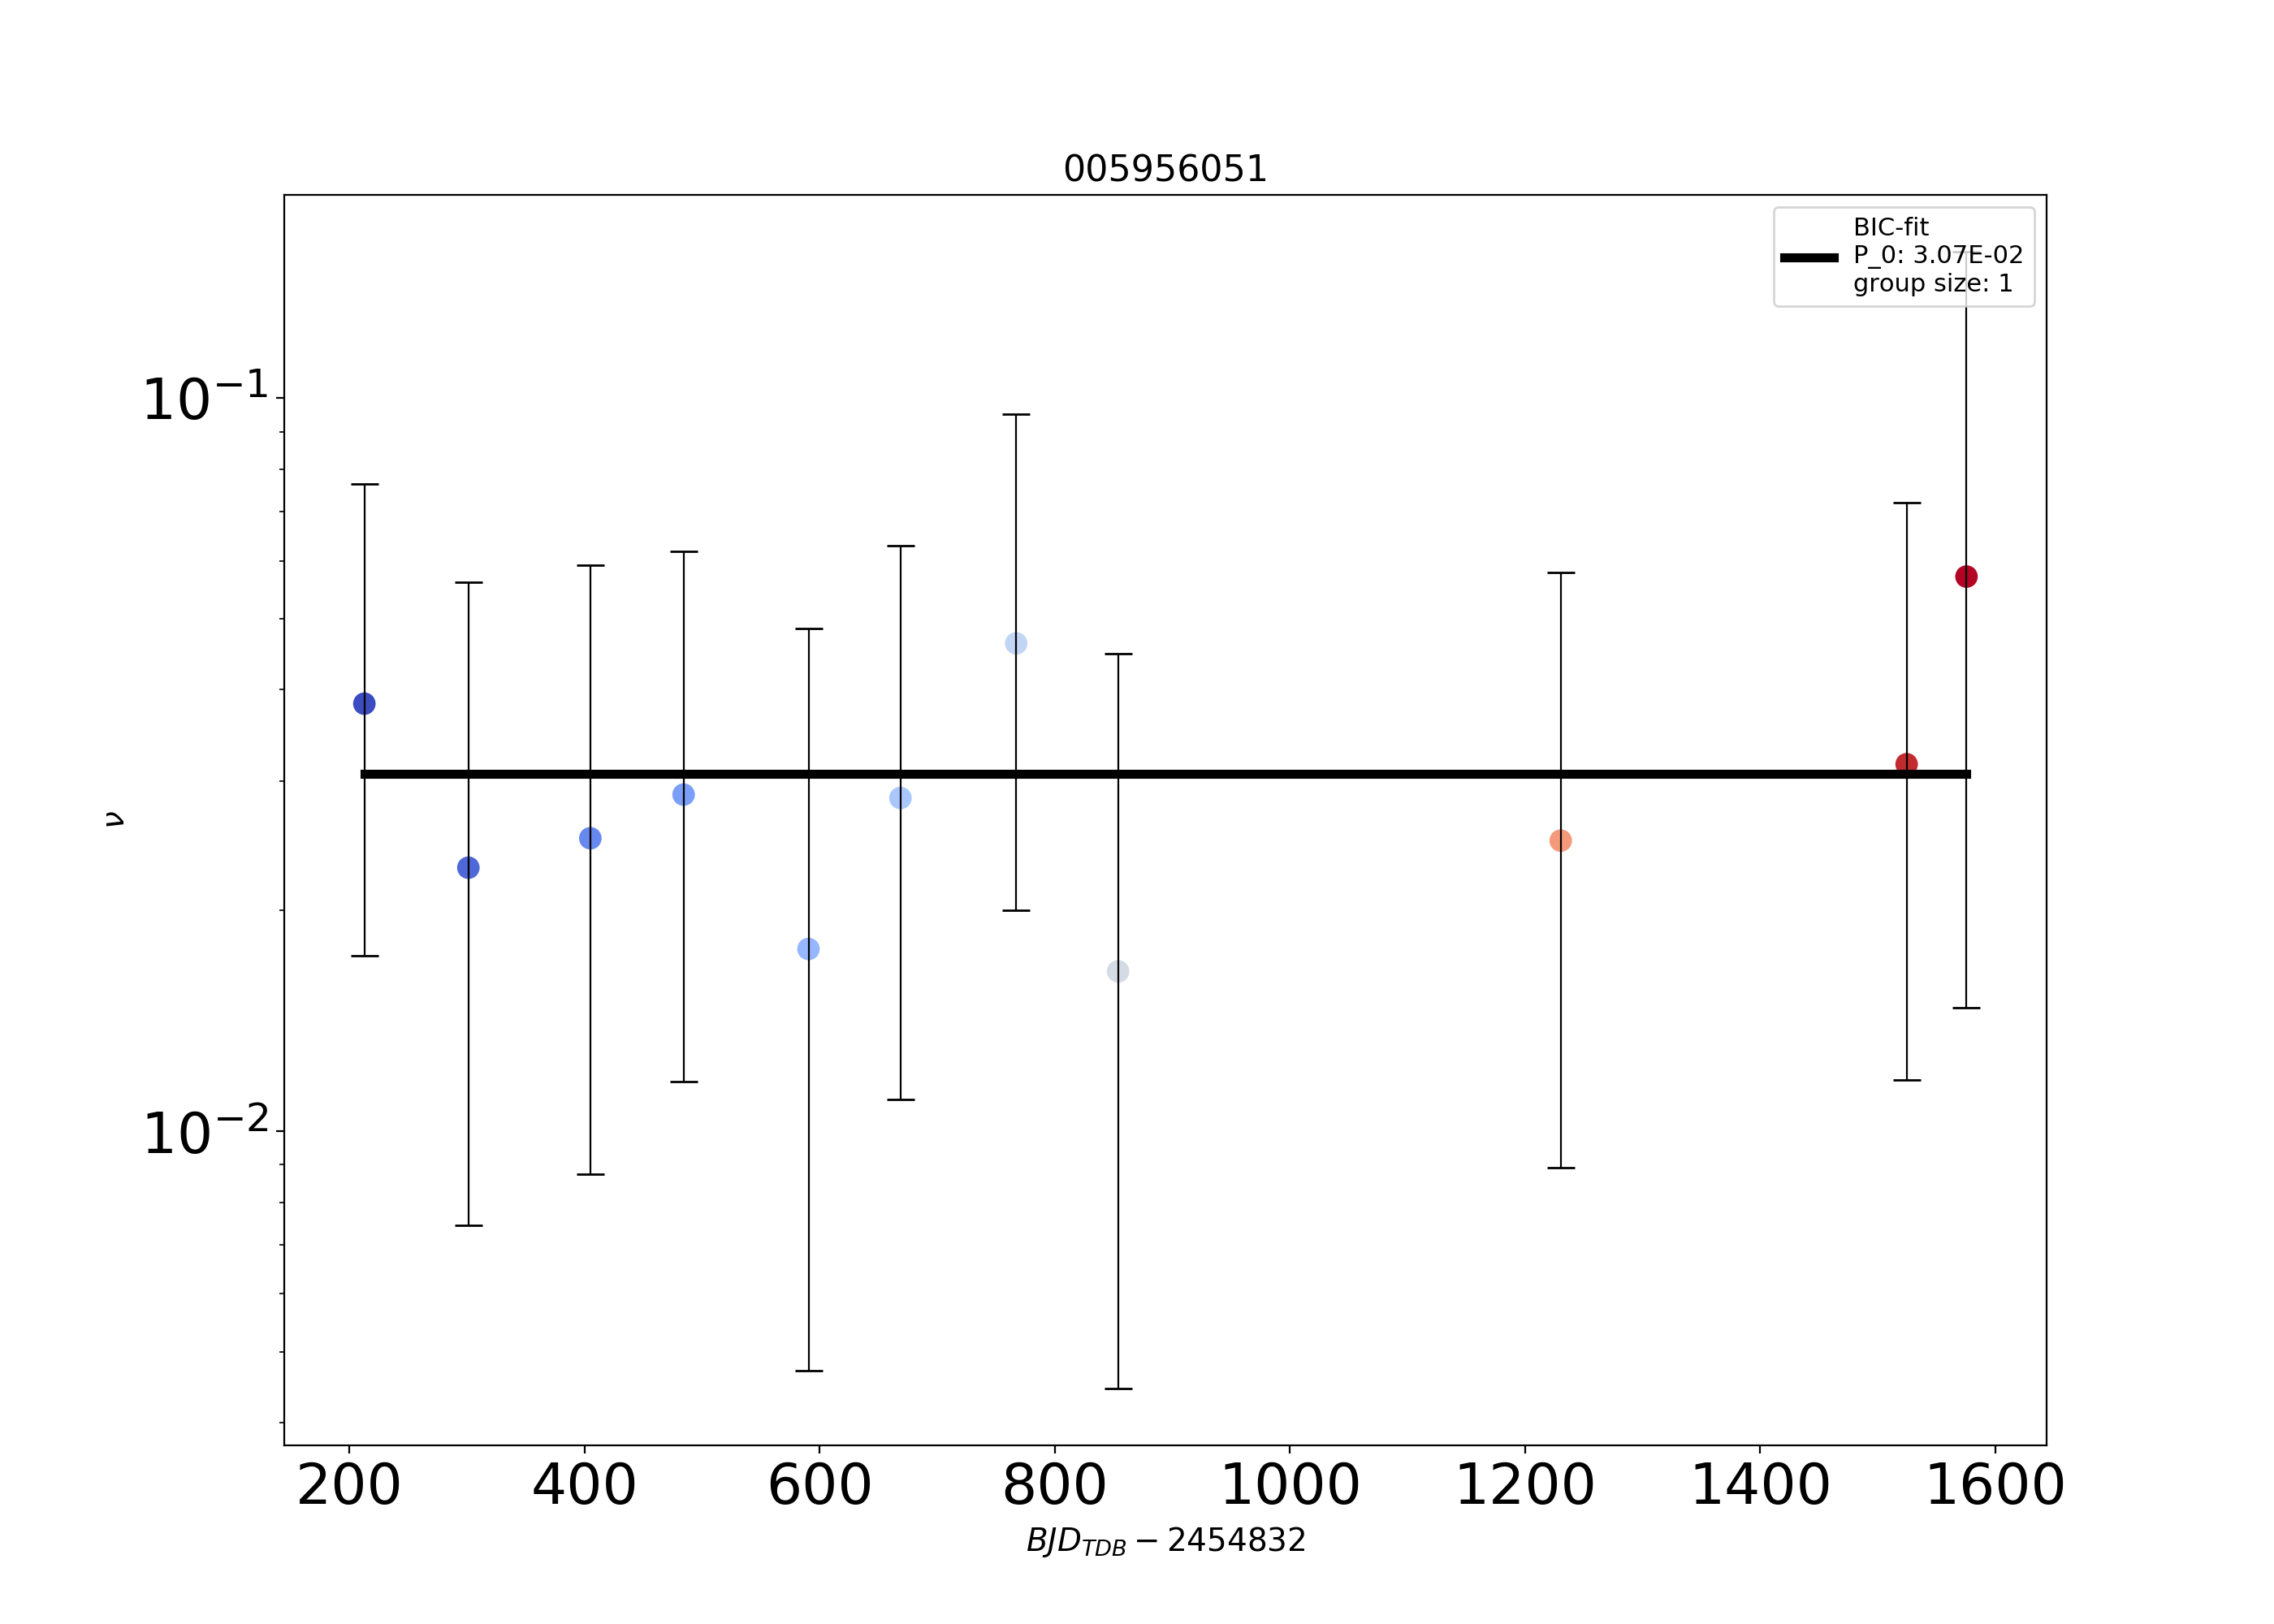 005956051
BIC-fit
P_0: 3.07E-02
group size: 1
10⁻¹
10⁻²
ν
200 400 600 800 1000 1200 1400 1600
BJD_TDB − 2454832